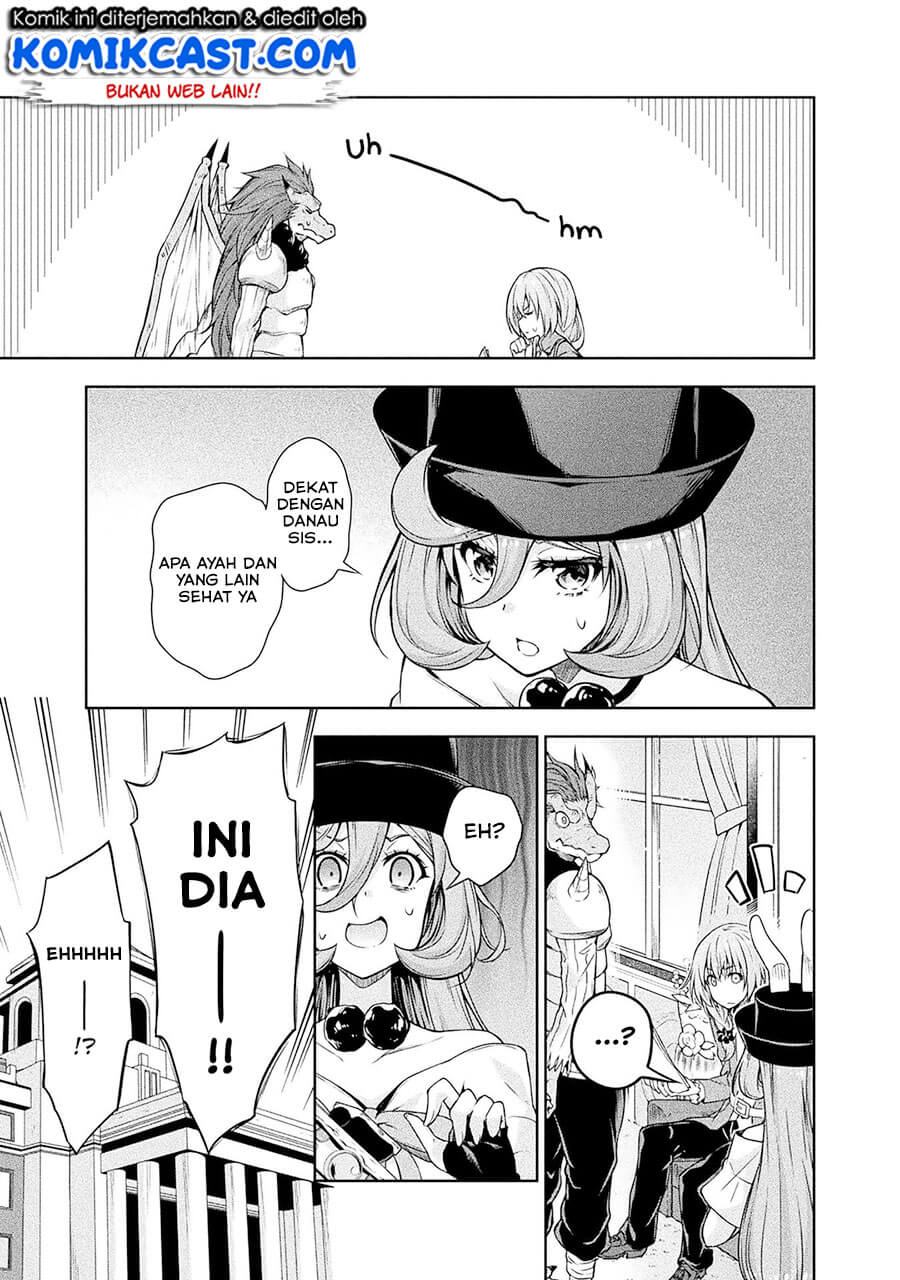 Komik ini diterjemahkan & diedit oleh
KOMIKCAST.COM
BUKAN WEB LAIN!!
Uh
hm
DEKAT
DENGAN
DANAU
SIS...
APA AYAH DAN
YANG LAIN
SEHAT YA
...?
EH?
INI
DIA
—
!!
EHHHHH
—
!?